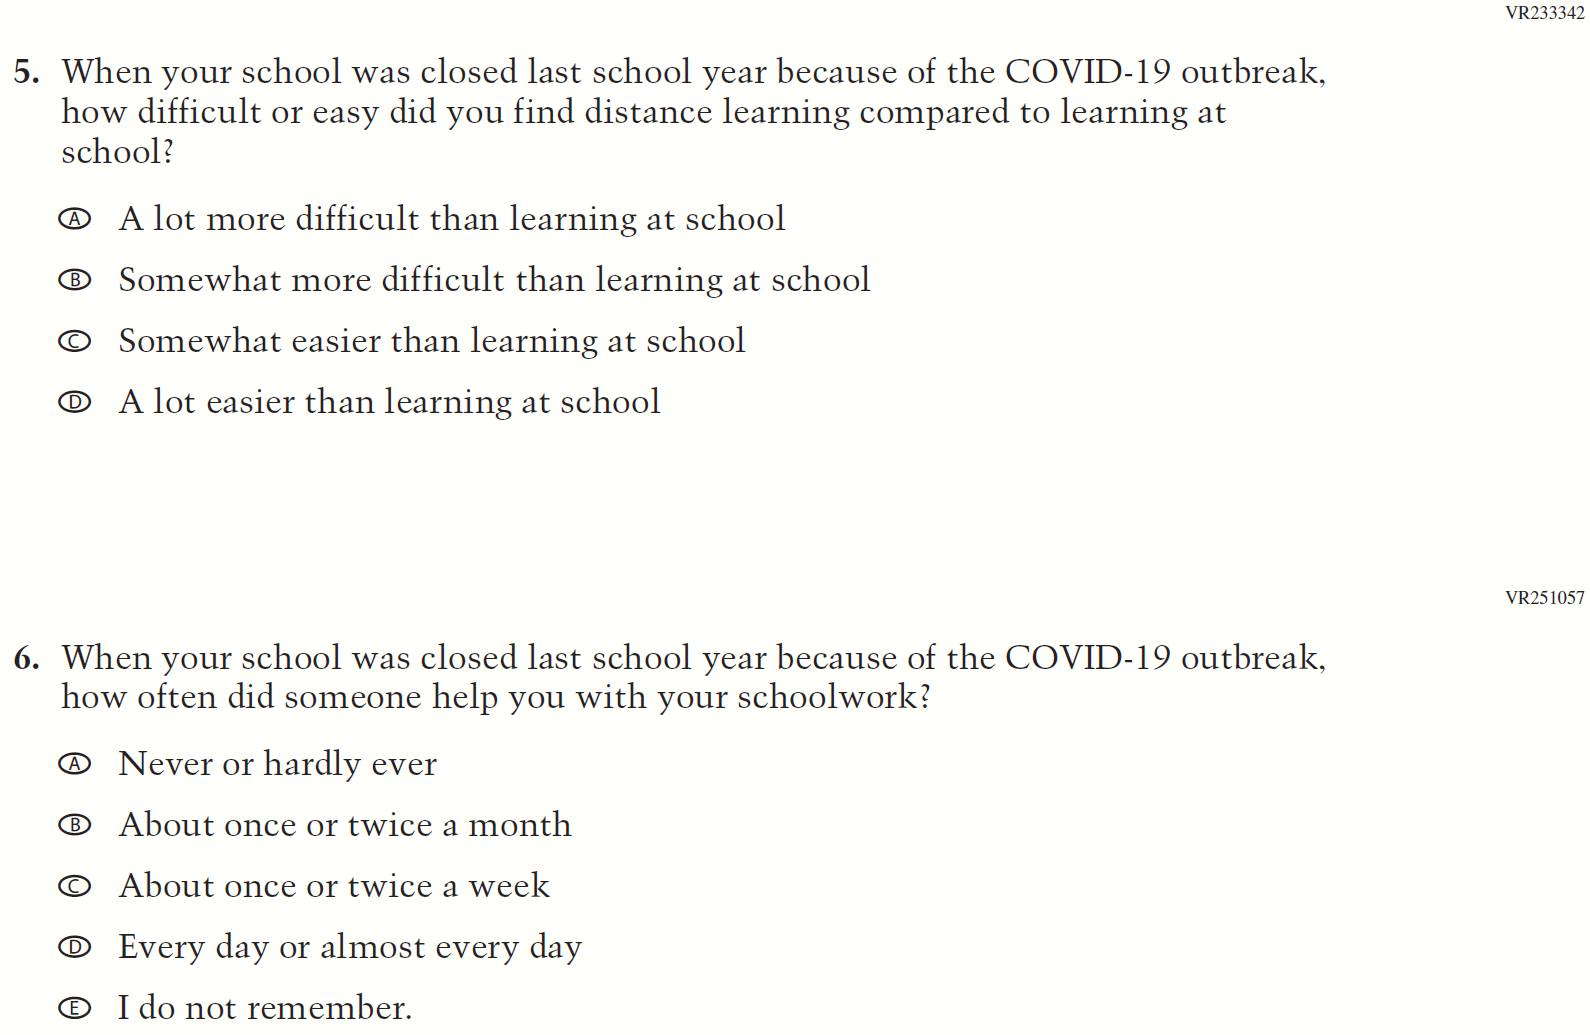 VR233342
5. When your school was closed last school year because of the COVID-19 outbreak,
how difficult or easy did you find distance learning compared to learning at
school?
A A lot more difficult than learning at school
B Somewhat more difficult than learning at school
C Somewhat easier than learning at school
D A lot easier than learning at school
VR251057
6. When your school was closed last school year because of the COVID-19 outbreak,
how often did someone help you with your schoolwork?
A Never or hardly ever
B About once or twice a month
C About once or twice a week
D Every day or almost every day
E I do not remember.